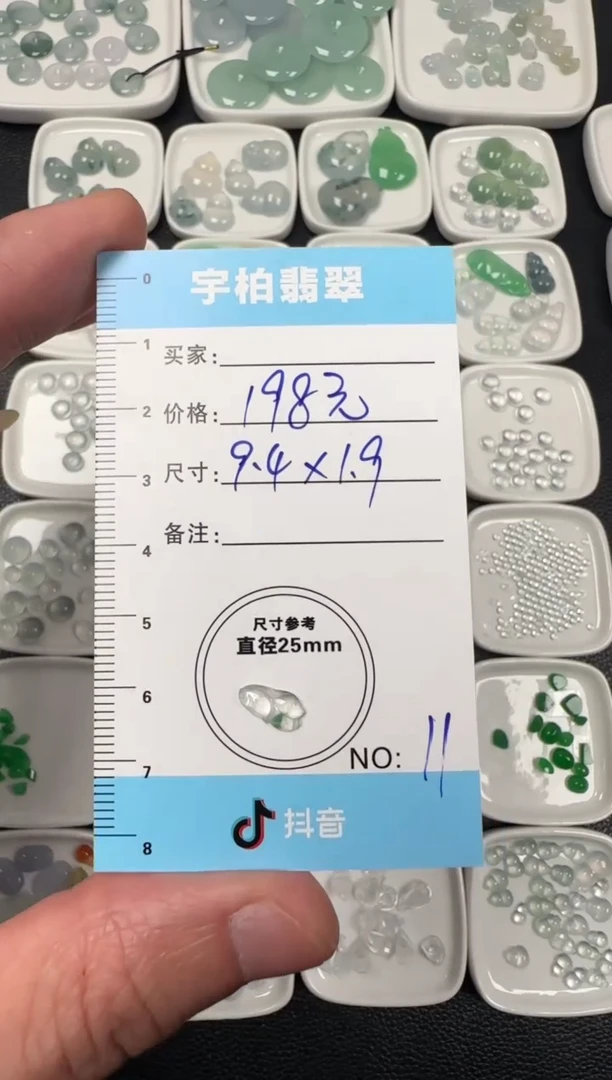 宇柏翡翠
0
1
买家:
2
价格: 198元
3
尺寸: 9.4×1.9
4
备注:
5
尺寸参考
直径25mm
6
NO: 11
7
抖音
8